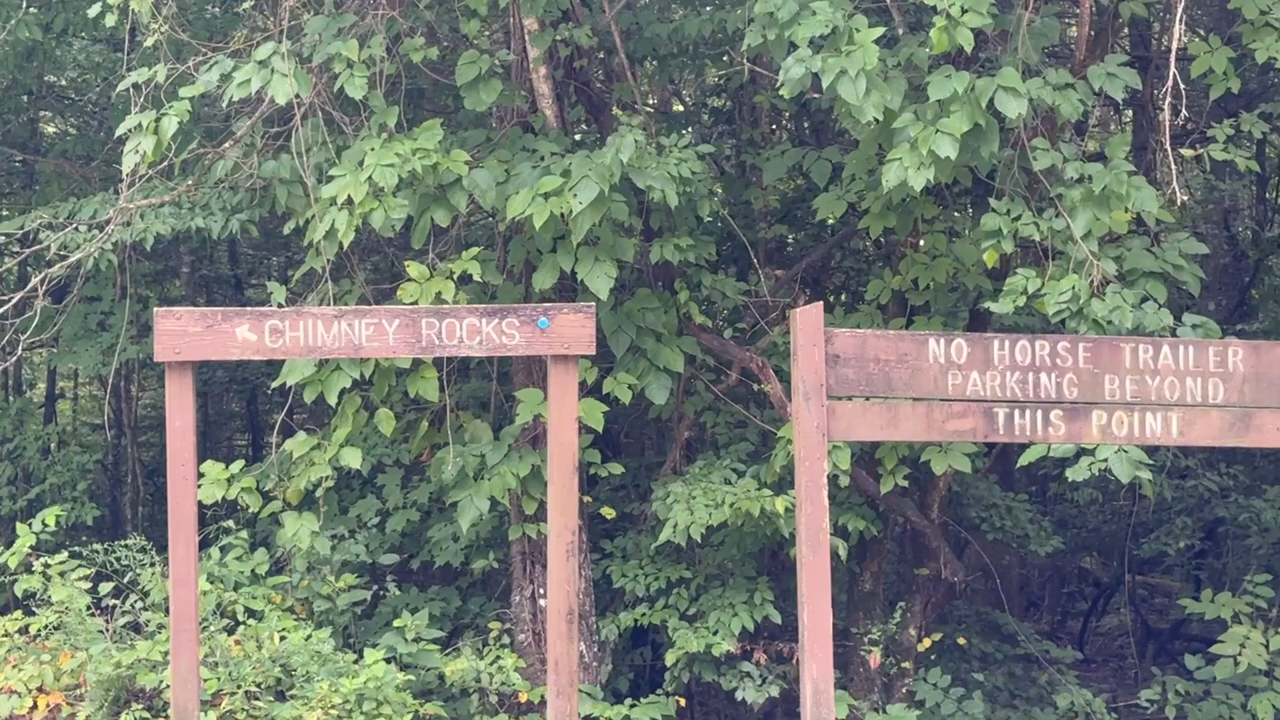 CHIMNEY ROCKS
NO HORSE TRAILER
PARKING BEYOND
THIS POINT